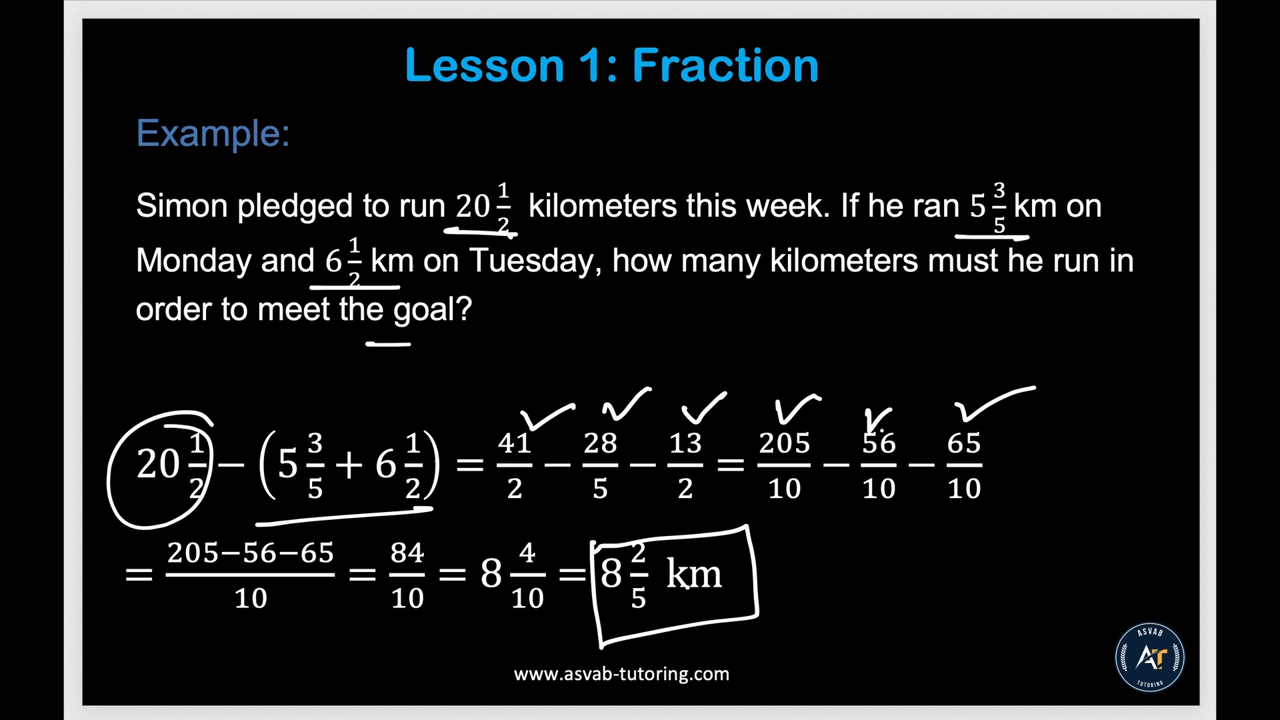 Lesson 1: Fraction
Example:
Simon pledged to run 20 1/2 kilometers this week. If he ran 5 3/5 km on
Monday and 6 1/2 km on Tuesday, how many kilometers must he run in
order to meet the goal?
20 1/2 − (5 3/5 + 6 1/2) = 41/2 − 28/5 − 13/2 = 205/10 − 56/10 − 65/10
= 205−56−65/10 = 84/10 = 8 4/10 = 8 2/5 km
www.asvab-tutoring.com
ASVAB
AT
TUTORING